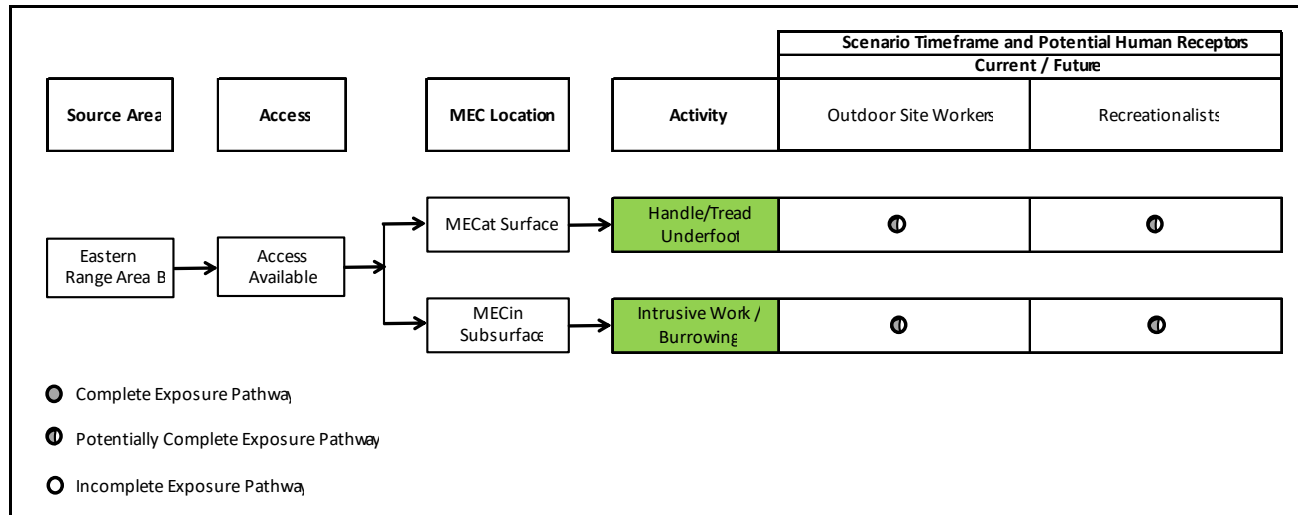 Scenario Timeframe and Potential Human Receptors
Current / Future
Source Area
Access
MEC Location
Activity
Outdoor Site Workers
Recreationalists
MECat Surface
Handle/Tread
Underfoot
Eastern
Range Area B
Access
Available
MECin
Subsurface
Intrusive Work /
Burrowing
Complete Exposure Pathway
Potentially Complete Exposure Pathway
Incomplete Exposure Pathway